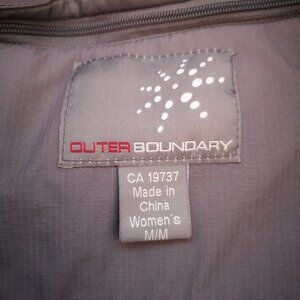 OUTER BOUNDARY
CA 19737
Made in
China
Women's
M/M